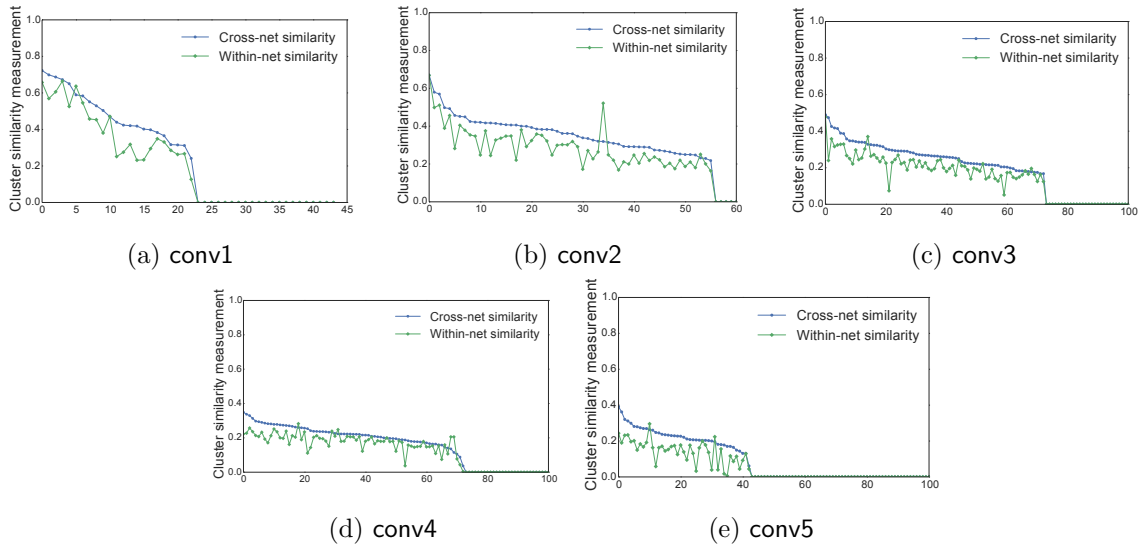 Cluster similarity measurement
1.0
0.8
0.6
0.4
0.2
0.0
Cross-net similarity
Within-net similarity
0 5 10 15 20 25 30 35 40 45
(a) conv1
Cluster similarity measurement
1.0
0.8
0.6
0.4
0.2
0.0
Cross-net similarity
Within-net similarity
0 10 20 30 40 50 60
(b) conv2
Cluster similarity measurement
1.0
0.8
0.6
0.4
0.2
0.0
Cross-net similarity
Within-net similarity
0 20 40 60 80 100
(c) conv3
Cluster similarity measurement
1.0
0.8
0.6
0.4
0.2
0.0
Cross-net similarity
Within-net similarity
0 20 40 60 80 100
(d) conv4
Cluster similarity measurement
1.0
0.8
0.6
0.4
0.2
0.0
Cross-net similarity
Within-net similarity
0 20 40 60 80 100
(e) conv5